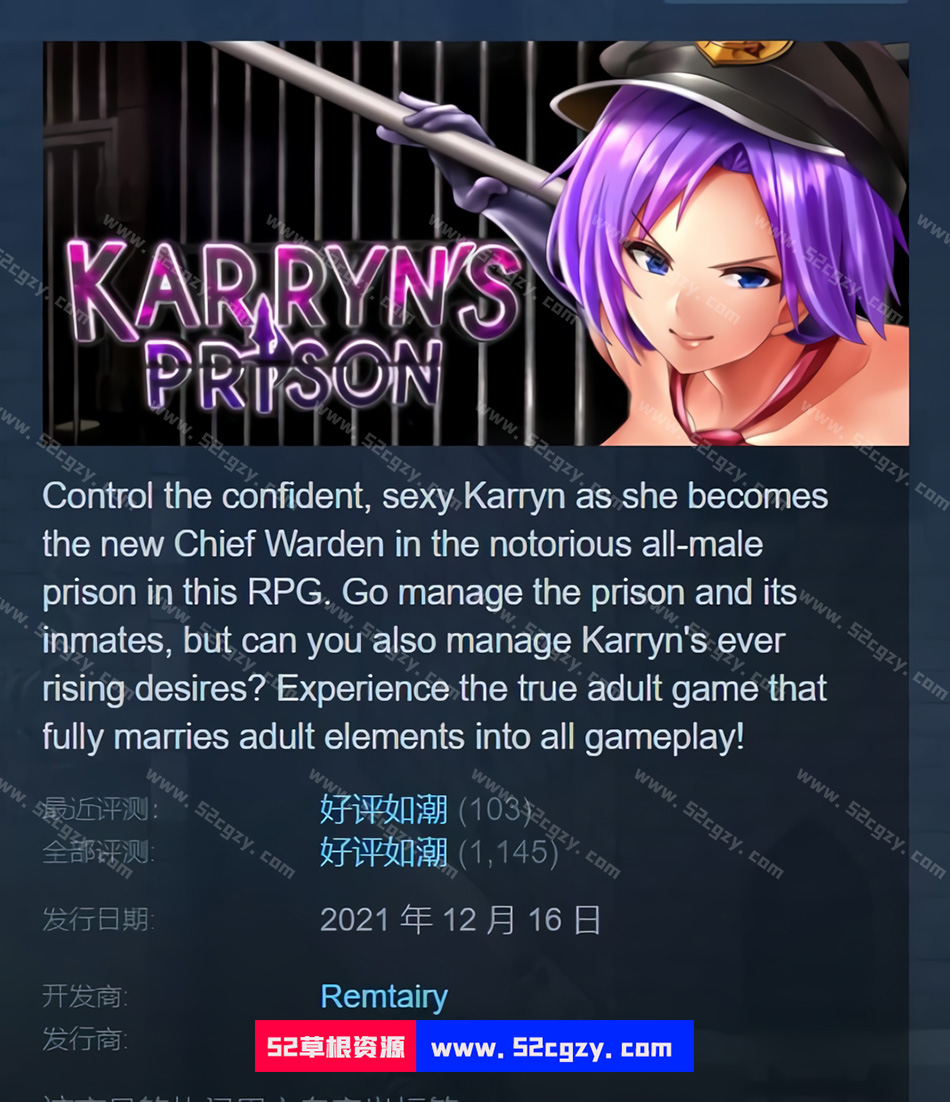 KARRYN'S
PRISON
Control the confident, sexy Karryn as she becomes
the new Chief Warden in the notorious all-male
prison in this RPG. Go manage the prison and its
inmates, but can you also manage Karryn's ever
rising desires? Experience the true adult game that
fully marries adult elements into all gameplay!
最近评测: 好评如潮 (103)
全部评测: 好评如潮 (1,145)
发行日期: 2021 年 12 月 16 日
开发商: Remtairy
发行商:
52草根资源 www.52cgzy.com
www.52cgzy.com